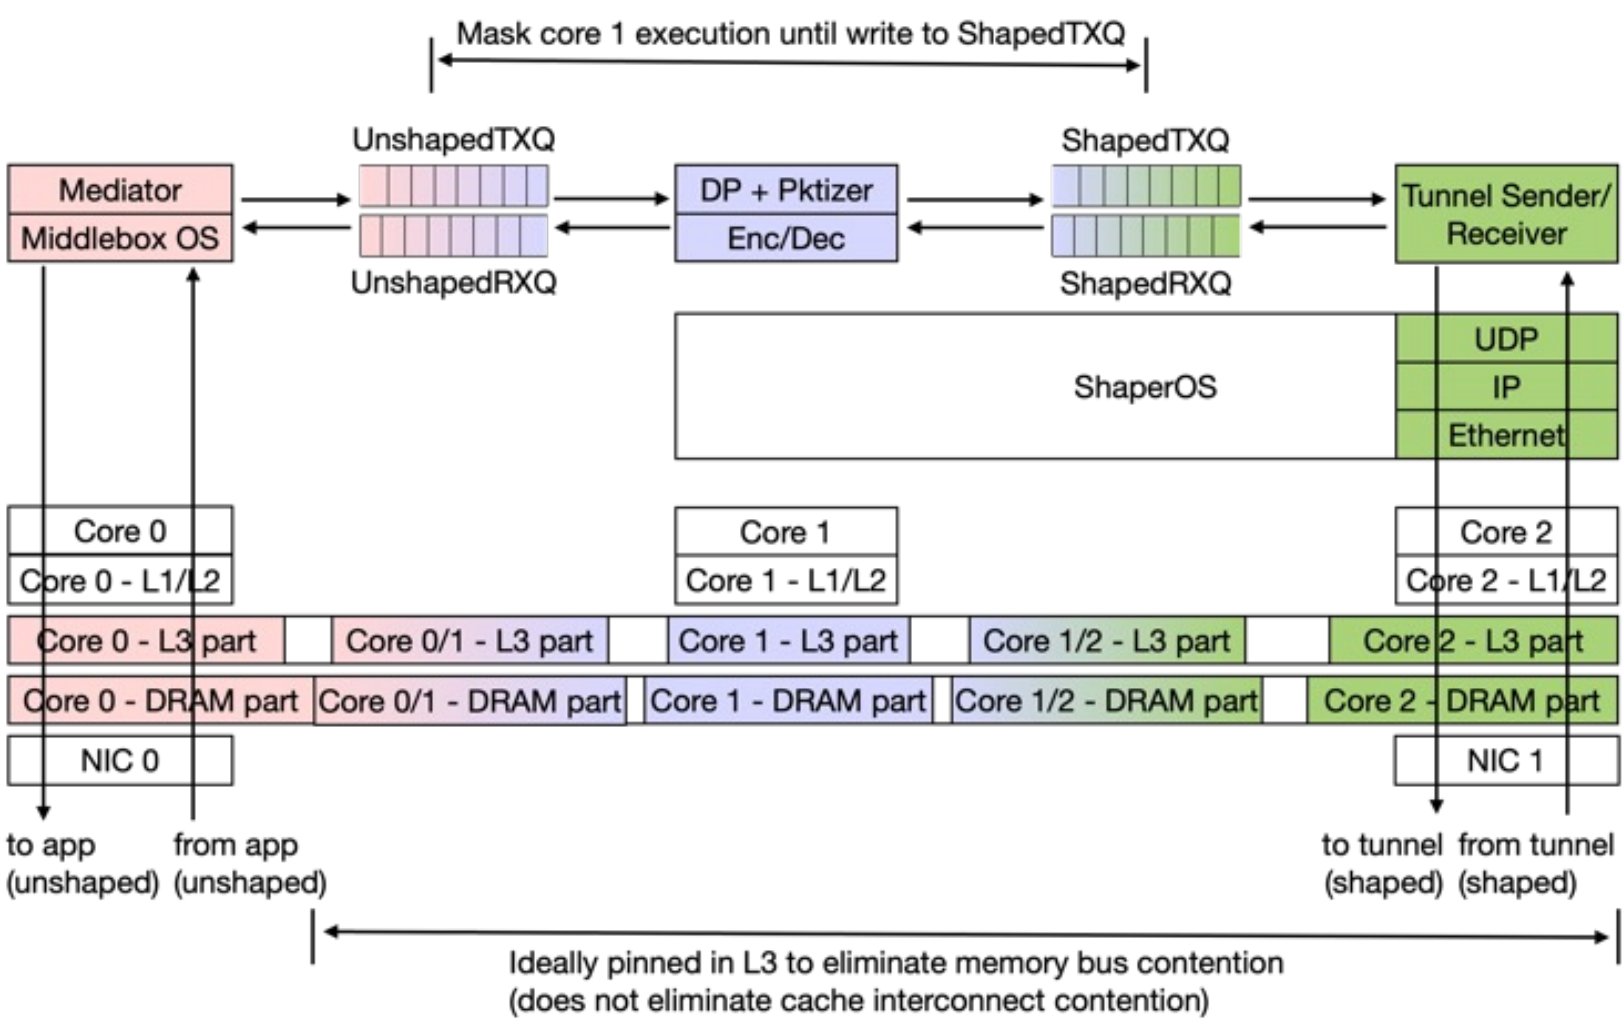 Mask core 1 execution until write to ShapedTXQ
UnshapedTXQ
ShapedTXQ
Mediator
Middlebox OS
DP + Pktizer
Enc/Dec
Tunnel Sender/
Receiver
UnshapedRXQ
ShapedRXQ
ShaperOS
UDP
IP
Ethernet
Core 0
Core 1
Core 2
Core 0 - L1/L2
Core 1 - L1/L2
Core 2 - L1/L2
Core 0 - L3 part
Core 0/1 - L3 part
Core 1 - L3 part
Core 1/2 - L3 part
Core 2 - L3 part
Core 0 - DRAM part
Core 0/1 - DRAM part
Core 1 - DRAM part
Core 1/2 - DRAM part
Core 2 - DRAM part
NIC 0
NIC 1
to app
(unshaped)
from app
(unshaped)
to tunnel
(shaped)
from tunnel
(shaped)
Ideally pinned in L3 to eliminate memory bus contention
(does not eliminate cache interconnect contention)